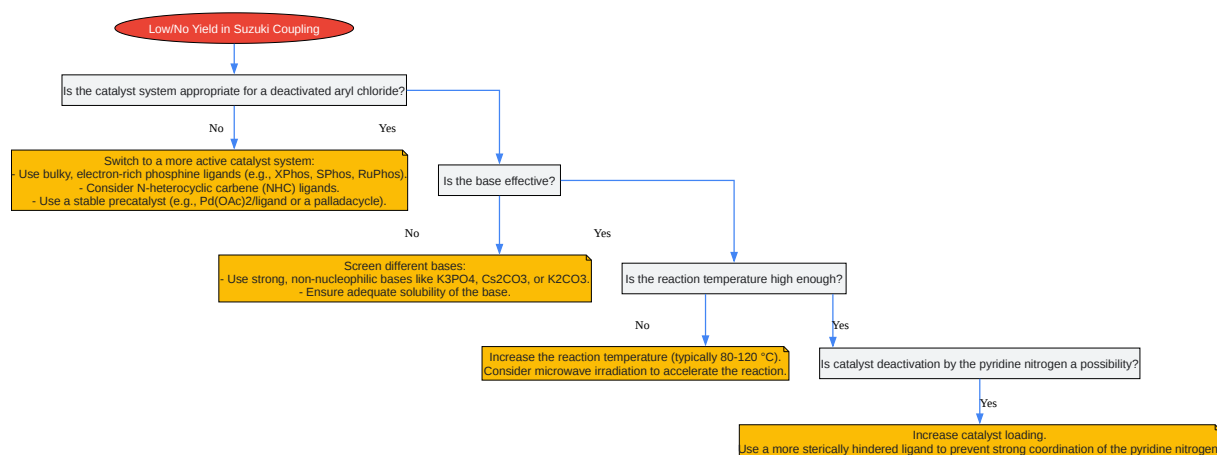 Low/No Yield in Suzuki Coupling
Is the catalyst system appropriate for a deactivated aryl chloride?
No
Yes
Switch to a more active catalyst system:
- Use bulky, electron-rich phosphine ligands (e.g., XPhos, SPhos, RuPhos).
- Consider N-heterocyclic carbene (NHC) ligands.
- Use a stable precatalyst (e.g., Pd(OAc)2/ligand or a palladacycle).
Is the base effective?
No
Yes
Screen different bases:
- Use strong, non-nucleophilic bases like K3PO4, Cs2CO3, or K2CO3.
- Ensure adequate solubility of the base.
Is the reaction temperature high enough?
No
Yes
Increase the reaction temperature (typically 80-120 °C).
Consider microwave irradiation to accelerate the reaction.
Is catalyst deactivation by the pyridine nitrogen a possibility?
Yes
Increase catalyst loading.
Use a more sterically hindered ligand to prevent strong coordination of the pyridine nitrogen